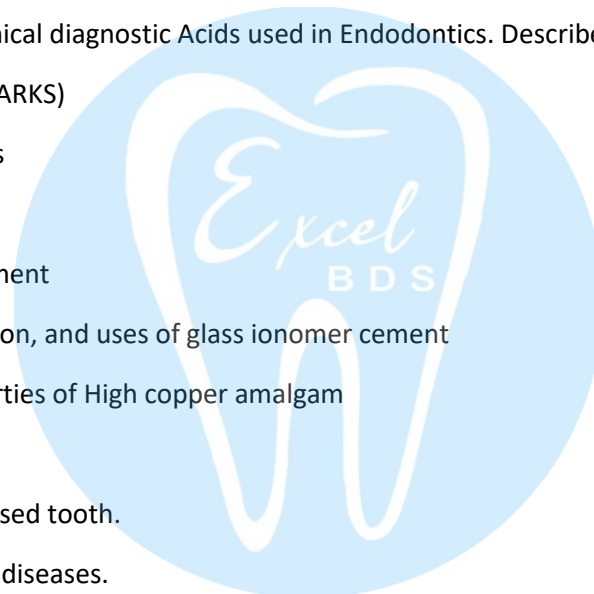 nical diagnostic Acids used in Endodontics. Describe
ARKS)
s
Excel
BDS
nent
on, and uses of glass ionomer cement
rties of High copper amalgam
sed tooth.
diseases.